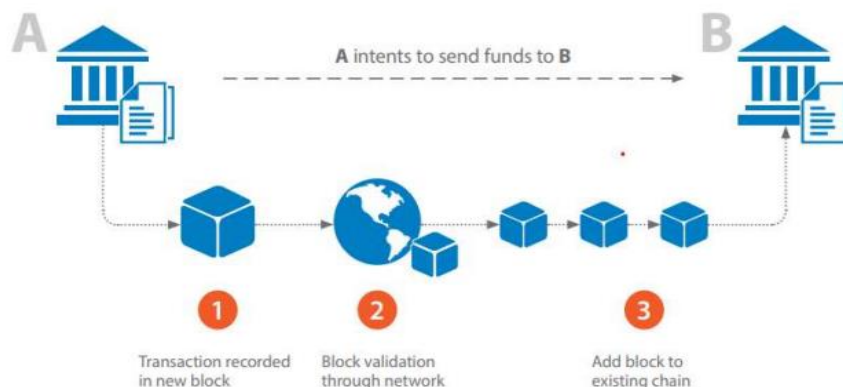 A
B
A intents to send funds to B
1
2
3
Transaction recorded
in new block
Block validation
through network
Add block to
existing chain